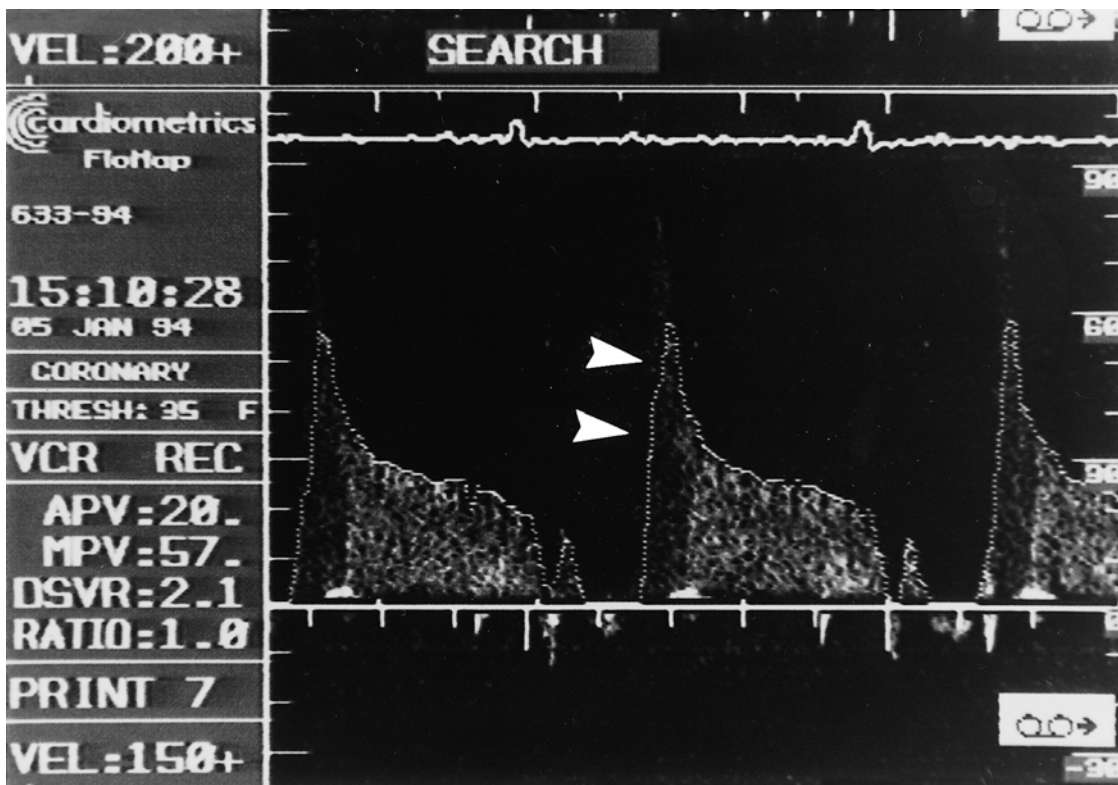 VEL:200+
SEARCH
Cardiometrics
FloMap
633-94
15:10:28
05 JAN 94
CORONARY
THRESH: 35 F
VCR REC
APV:20.
MPV:57.
DSVR:2.1
RATIO:1.0
PRINT 7
VEL:150+
90
60
0
-90